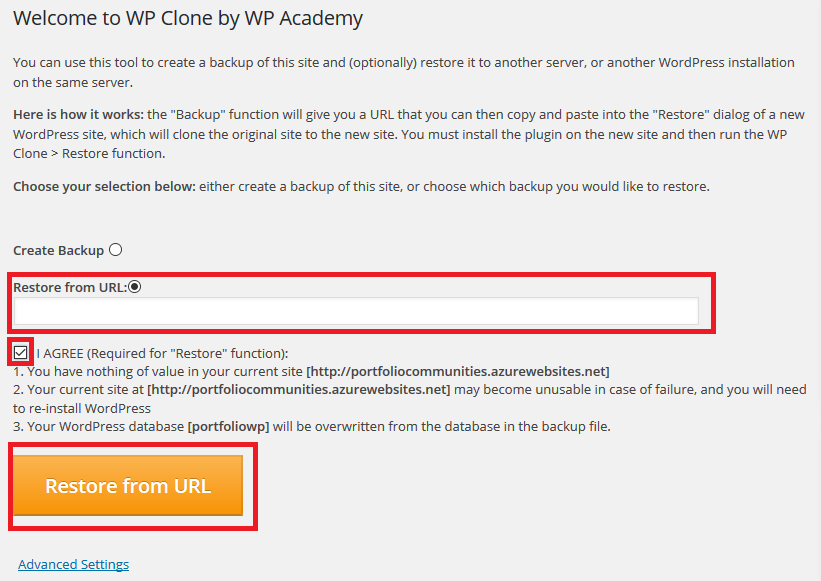 Welcome to WP Clone by WP Academy
You can use this tool to create a backup of this site and (optionally) restore it to another server, or another WordPress installation
on the same server.
Here is how it works: the "Backup" function will give you a URL that you can then copy and paste into the "Restore" dialog of a new
WordPress site, which will clone the original site to the new site. You must install the plugin on the new site and then run the WP
Clone > Restore function.
Choose your selection below: either create a backup of this site, or choose which backup you would like to restore.
Create Backup
Restore from URL:
I AGREE (Required for "Restore" function):
1. You have nothing of value in your current site [http://portfoliocommunities.azurewebsites.net]
2. Your current site at [http://portfoliocommunities.azurewebsites.net] may become unusable in case of failure, and you will need
to re-install WordPress
3. Your WordPress database [portfoliowp] will be overwritten from the database in the backup file.
Restore from URL
Advanced Settings